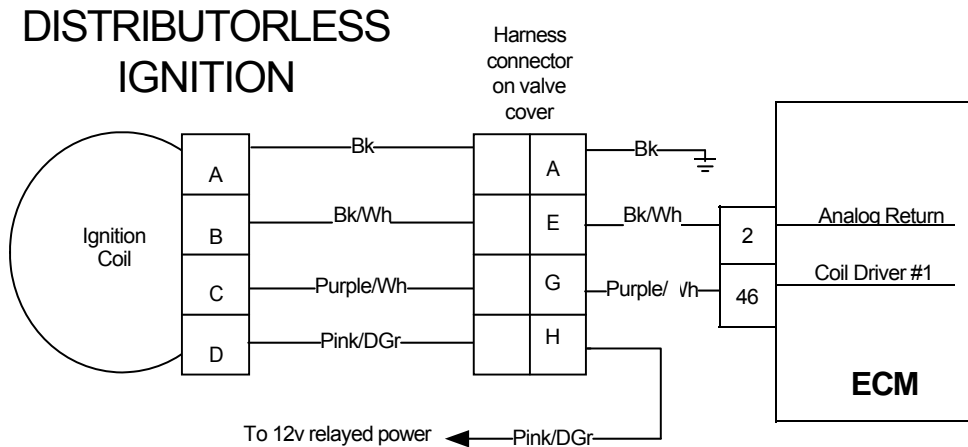 DISTRIBUTORLESS
IGNITION
Harness
connector
on valve
cover
Ignition
Coil
A
Bk
A
Bk
B
Bk/Wh
E
Bk/Wh
2
Analog Return
C
Purple/Wh
G
Purple/ Wh
46
Coil Driver #1
D
Pink/DGr
H
ECM
To 12v relayed power
Pink/DGr